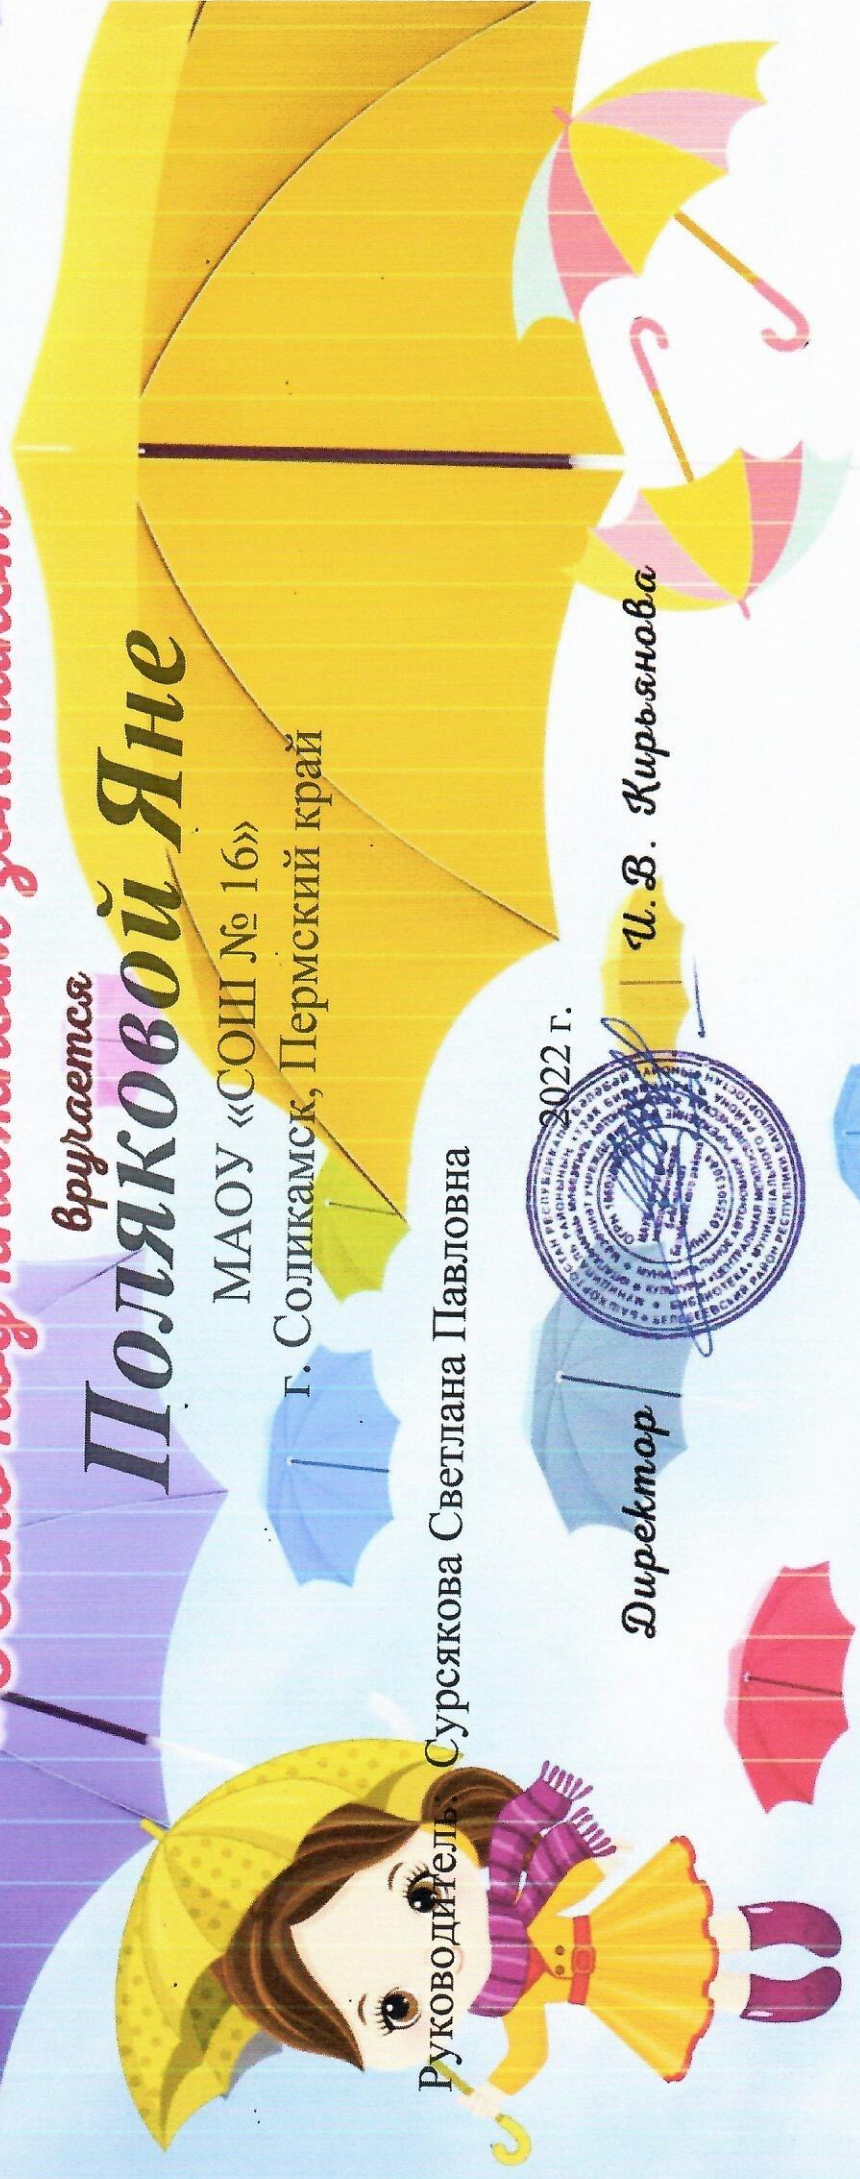 вручается
Поляковой Яне
МАОУ «СОШ № 16»
г. Соликамск, Пермский край
Руководитель: Сурсякова Светлана Павловна
2022 г.
Директор И. В. Кирьянова